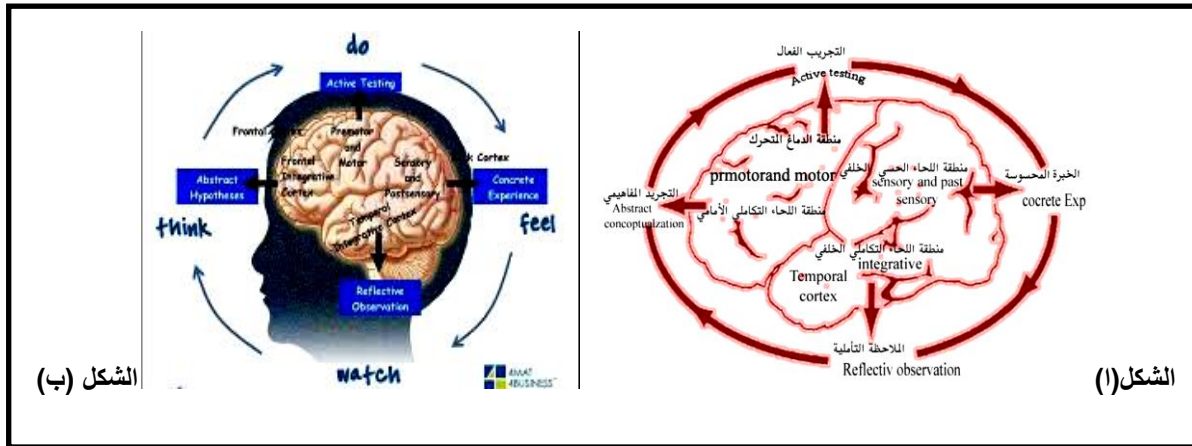 التجريب الفعال
Active testing
منطقة الدماغ المتحرك
prmotorand motor
منطقة اللحاء الحسي الخلفي
sensory and past
sensory
الخبرة المحسوسة
cocrete Exp
التجريد المفاهيمي
Abstract
conceptualization
منطقة اللحاء التكاملي الأمامي
منطقة اللحاء التكاملي الخلفي
integrative
Temporal
cortex
الملاحظة التأملية
Reflectiv observation
الشكل(ا)
do
Active Testing
Frontal
Premotor
and
Motor
Frontel
Integrative
Cortex
Sensory
and
Postsensory
k Cortex
Abstract
Hypotheses
Concrete
Experience
think
feel
Temporal
Integrative Cortex
Reflective
Observation
watch
4MAT
4BUSINESS
الشكل (ب)